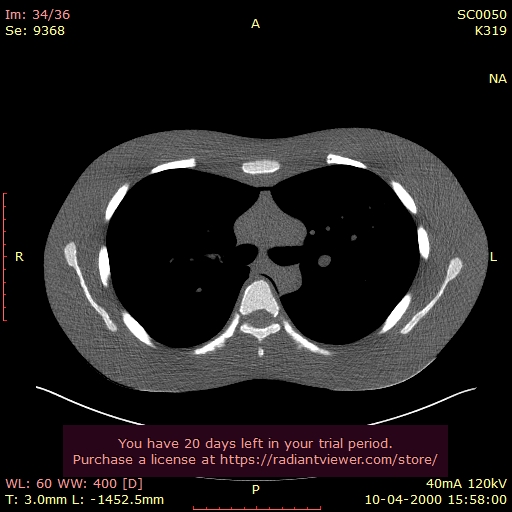 Im: 34/36
SC0050
Se: 9368
A
K319
NA
R
L
You have 20 days left in your trial period.
Purchase a license at https://radiantviewer.com/store/
WL: 60 WW: 400 [D]
P
40mA 120kV
T: 3.0mm L: -1452.5mm
10-04-2000 15:58:00